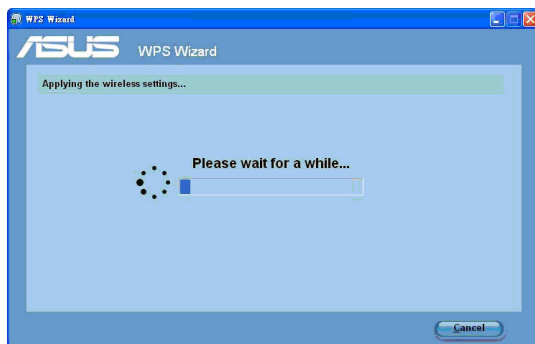 WPS Wizard
ASUS WPS Wizard
Applying the wireless settings...
Please wait for a while...
Cancel